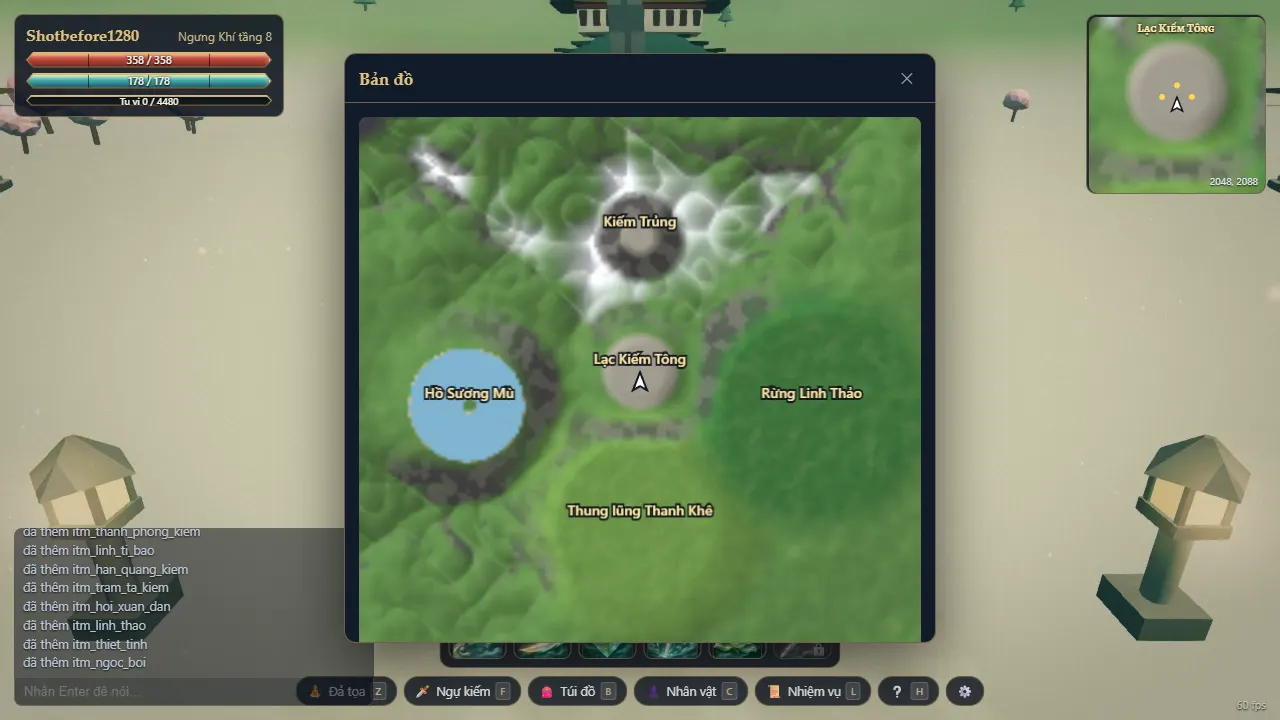 Shotbefore1280
Ngưng Khí tầng 8
358 / 358
178 / 178
Tu vi 0 / 4480
Bản đồ
Lạc Kiếm Tông
2048, 2088
Kiếm Trủng
Lạc Kiếm Tông
Hồ Sương Mù
Rừng Linh Thảo
Thung lũng Thanh Khê
đã thêm itm_thanh_phong_kiem
đã thêm itm_linh_ti_bao
đã thêm itm_han_quang_kiem
đã thêm itm_tram_ta_kiem
đã thêm itm_hoi_xuan_dan
đã thêm itm_linh_thao
đã thêm itm_thiet_tinh
đã thêm itm_ngoc_boi
Nhấn Enter để nói...
Đả tọa Z
Ngự kiếm F
Túi đồ B
Nhân vật C
Nhiệm vụ L
? H
60 fps